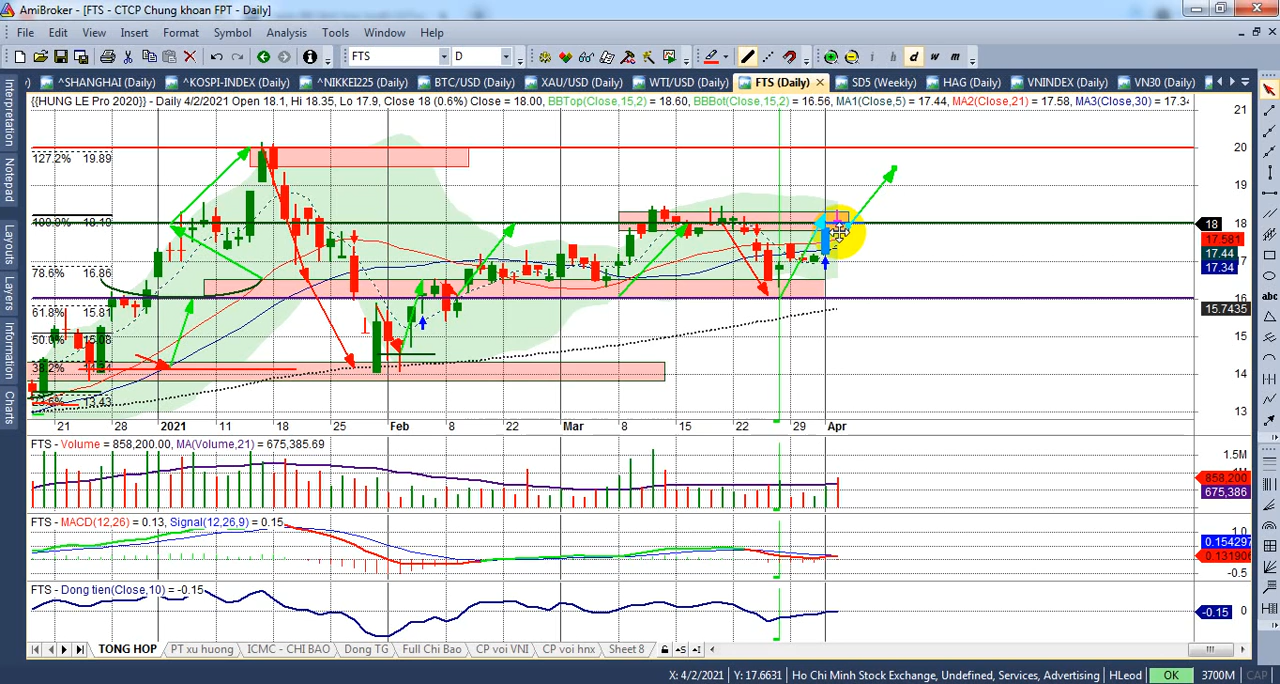 AmiBroker - [FTS - CTCP Chung khoan FPT - Daily]
File Edit View Insert Format Symbol Analysis Tools Window Help
FTS D d w m
^SHANGHAI (Daily) ^KOSPI-INDEX (Daily) ^NIKKEI225 (Daily) BTC/USD (Daily) XAU/USD (Daily) WTI/USD (Daily) FTS (Daily) SD5 (Weekly) HAG (Daily) VNINDEX (Daily) VN30 (Daily)
Interpretation
Notepad
Layouts
Layers
Information
Charts
{{HUNG LE Pro 2020}} - Daily 4/2/2021 Open 18.1, Hi 18.35, Lo 17.9, Close 18 (0.6%) Close = 18.00, BBTop(Close,15,2) = 18.60, BBBot(Close,15,2) = 16.56, MA1(Close,5) = 17.44, MA2(Close,21) = 17.58, MA3(Close,30) = 17.34
21
20
19
18
17
16
15
14
13
127.2% 19.89
78.6% 16.86
61.8% 15.81
50.0% 15.08
18
17.581
17.44
17.34
15.7435
21 28 2021 11 18 25 Feb 8 22 Mar 8 15 22 29 Apr
FTS - Volume = 858,200.00, MA(Volume,21) = 675,385.69
1.5M
858,200
675,386
FTS - MACD(12,26) = 0.13, Signal(12,26,9) = 0.15
1.0
0.154297
-0.5
FTS - Dong tien(Close,10) = -0.15
0
-0.15
TONG HOP PT xu huong ICMC - CHI BAO Dong TG Full Chi Bao CP voi VNI CP voi hnx Sheet 8
X: 4/2/2021 Y: 17.6631 Ho Chi Minh Stock Exchange, Undefined, Services, Advertising HLeod OK 3700M CAP